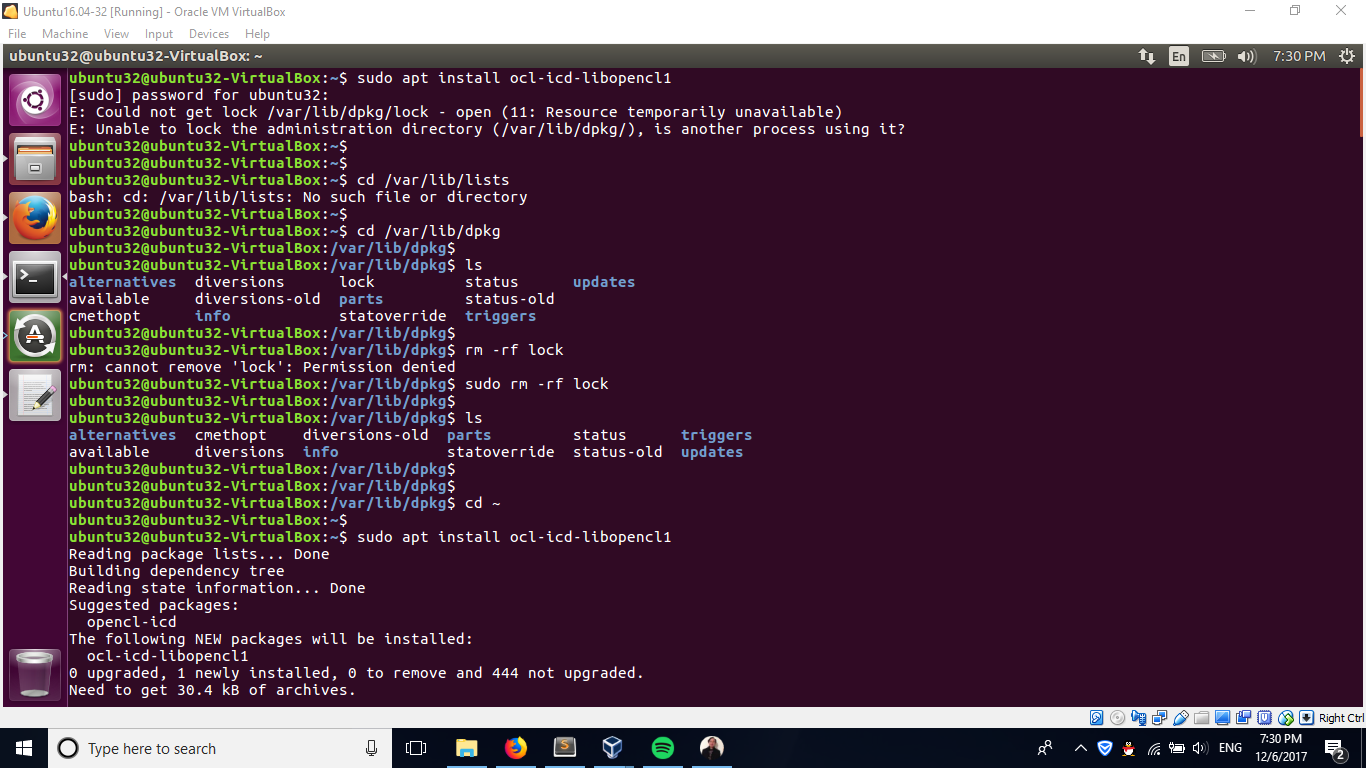 Ubuntu16.04-32 [Running] - Oracle VM VirtualBox
File Machine View Input Devices Help
ubuntu32@ubuntu32-VirtualBox: ~
En
7:30 PM
ubuntu32@ubuntu32-VirtualBox:~$ sudo apt install ocl-icd-libopencl1
[sudo] password for ubuntu32:
E: Could not get lock /var/lib/dpkg/lock - open (11: Resource temporarily unavailable)
E: Unable to lock the administration directory (/var/lib/dpkg/), is another process using it?
ubuntu32@ubuntu32-VirtualBox:~$
ubuntu32@ubuntu32-VirtualBox:~$
ubuntu32@ubuntu32-VirtualBox:~$ cd /var/lib/lists
bash: cd: /var/lib/lists: No such file or directory
ubuntu32@ubuntu32-VirtualBox:~$
ubuntu32@ubuntu32-VirtualBox:~$ cd /var/lib/dpkg
ubuntu32@ubuntu32-VirtualBox:/var/lib/dpkg$
ubuntu32@ubuntu32-VirtualBox:/var/lib/dpkg$ ls
alternatives diversions lock status updates
available diversions-old parts status-old
cmethopt info statoverride triggers
ubuntu32@ubuntu32-VirtualBox:/var/lib/dpkg$
ubuntu32@ubuntu32-VirtualBox:/var/lib/dpkg$ rm -rf lock
rm: cannot remove 'lock': Permission denied
ubuntu32@ubuntu32-VirtualBox:/var/lib/dpkg$ sudo rm -rf lock
ubuntu32@ubuntu32-VirtualBox:/var/lib/dpkg$
ubuntu32@ubuntu32-VirtualBox:/var/lib/dpkg$ ls
alternatives cmethopt diversions-old parts status triggers
available diversions info statoverride status-old updates
ubuntu32@ubuntu32-VirtualBox:/var/lib/dpkg$
ubuntu32@ubuntu32-VirtualBox:/var/lib/dpkg$
ubuntu32@ubuntu32-VirtualBox:/var/lib/dpkg$ cd ~
ubuntu32@ubuntu32-VirtualBox:~$
ubuntu32@ubuntu32-VirtualBox:~$ sudo apt install ocl-icd-libopencl1
Reading package lists... Done
Building dependency tree
Reading state information... Done
Suggested packages:
opencl-icd
The following NEW packages will be installed:
ocl-icd-libopencl1
0 upgraded, 1 newly installed, 0 to remove and 444 not upgraded.
Need to get 30.4 kB of archives.
Right Ctrl
Type here to search
ENG
7:30 PM
12/6/2017
2